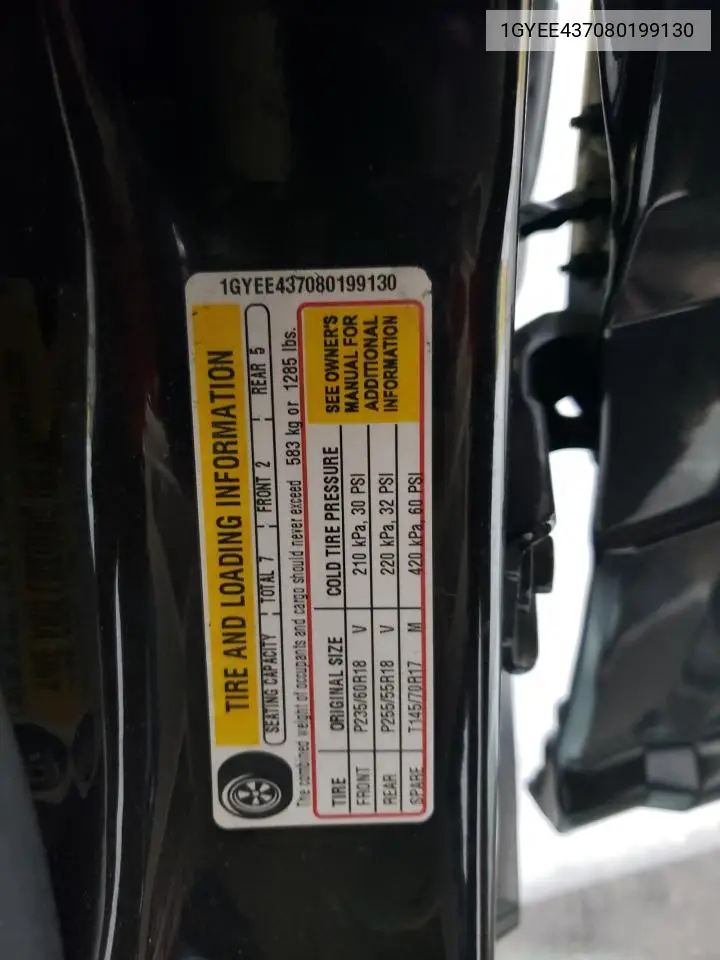 1GYEE437080199130
1GYEE437080199130
TIRE AND LOADING INFORMATION
SEATING CAPACITY ¦ TOTAL 7 ¦ FRONT 2 ¦ REAR 5
The combined weight of occupants and cargo should never exceed 583 kg or 1285 lbs.
TIRE ORIGINAL SIZE COLD TIRE PRESSURE
FRONT P235/60R18 V 210 kPa, 30 PSI
REAR P255/55R18 V 220 kPa, 32 PSI
SPARE T145/70R17 M 420 kPa, 60 PSI
SEE OWNER'S
MANUAL FOR
ADDITIONAL
INFORMATION